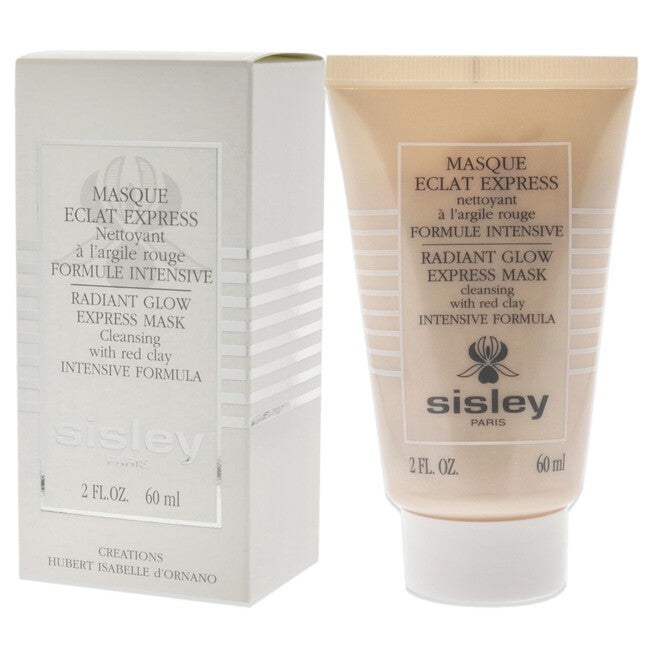 MASQUE
ECLAT EXPRESS
Nettoyant
à l'argile rouge
FORMULE INTENSIVE
RADIANT GLOW
EXPRESS MASK
Cleansing
with red clay
INTENSIVE FORMULA
sisley
PARIS
2 FL.OZ. 60 ml
CREATIONS
HUBERT ISABELLE d'ORNANO
MASQUE
ECLAT EXPRESS
nettoyant
à l'argile rouge
FORMULE INTENSIVE
RADIANT GLOW
EXPRESS MASK
cleansing
with red clay
INTENSIVE FORMULA
sisley
PARIS
2 FL. OZ. 60 ml